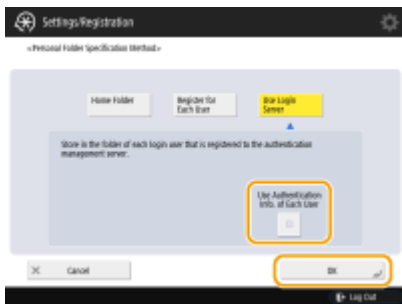 Settings/Registration
<Personal Folder Specification Method>
Home Folder
Register for
Each User
Use Login
Server
Store in the folder of each login user that is registered to the authentication
management server.
Use Authentication
Info. of Each User
Cancel
OK
Log Out